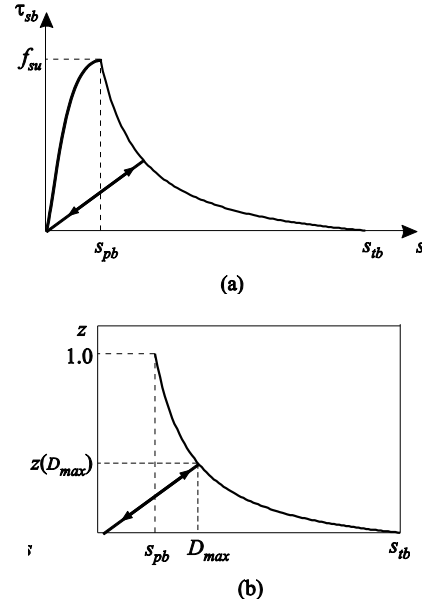 τsb
fsu
spb
stb
s
(a)
z
1.0
z(Dmax)
s
spb
Dmax
stb
(b)